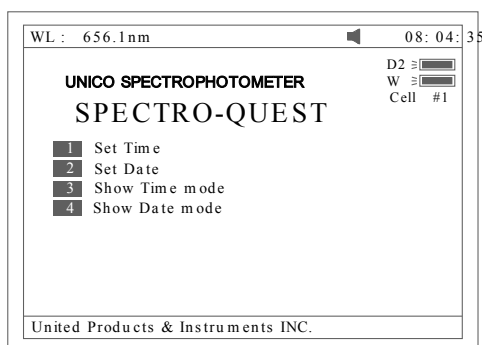 WL: 656.1nm 08:04:35
D2
UNICO SPECTROPHOTOMETER W
Cell #1
SPECTRO-QUEST
1 Set Time
2 Set Date
3 Show Time mode
4 Show Date mode
United Products & Instruments INC.